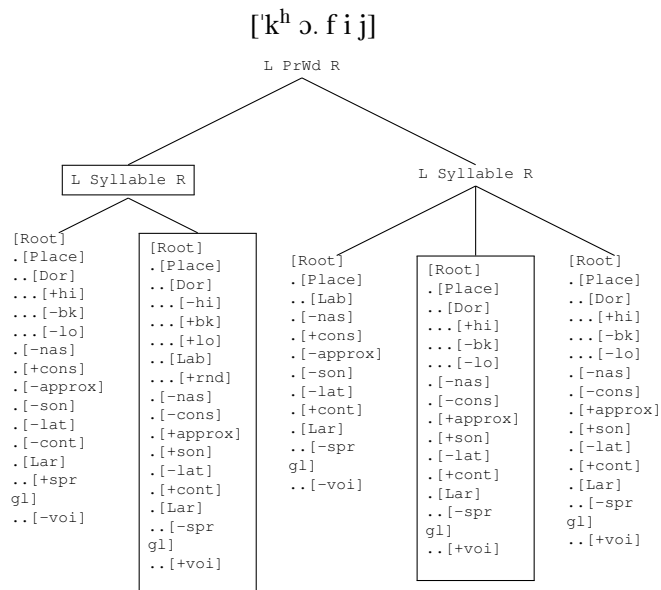 [ˈkʰ ɔ. f i j]
L PrWd R
L Syllable R
L Syllable R
[Root]
.[Place]
..[Dor]
...[+hi]
...[−bk]
...[−lo]
.[−nas]
.[+cons]
.[−approx]
.[−son]
.[−lat]
.[−cont]
.[Lar]
..[+spr
gl]
..[−voi]
[Root]
.[Place]
..[Dor]
...[−hi]
...[+bk]
...[+lo]
..[Lab]
...[+rnd]
.[−nas]
.[−cons]
.[+approx]
.[+son]
.[−lat]
.[+cont]
.[Lar]
..[−spr
gl]
..[+voi]
[Root]
.[Place]
..[Lab]
.[−nas]
.[+cons]
.[−approx]
.[−son]
.[−lat]
.[+cont]
.[Lar]
..[−spr
gl]
..[−voi]
[Root]
.[Place]
..[Dor]
...[+hi]
...[−bk]
...[−lo]
.[−nas]
.[−cons]
.[+approx]
.[+son]
.[−lat]
.[+cont]
.[Lar]
..[−spr
gl]
..[+voi]
[Root]
.[Place]
..[Dor]
...[+hi]
...[−bk]
...[−lo]
.[−nas]
.[−cons]
.[+approx]
.[+son]
.[−lat]
.[+cont]
.[Lar]
..[−spr
gl]
..[+voi]